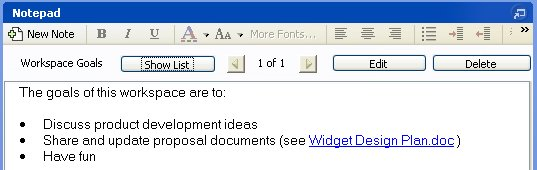 Notepad
New Note B I U A AA More Fonts... »
Workspace Goals Show List 1 of 1 Edit Delete
The goals of this workspace are to:
• Discuss product development ideas
• Share and update proposal documents (see Widget Design Plan.doc )
• Have fun